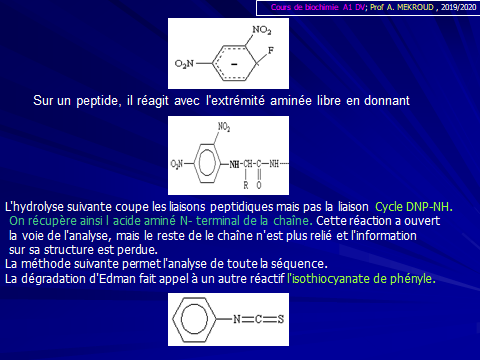 Cours de biochimie A1 DV; Prof A. MEKROUD , 2019/2020
NO₂
F
O₂N
Sur un peptide, il réagit avec l'extrémité aminée libre en donnant
NO₂
O₂N
NH-CH-C-NH
R O
L'hydrolyse suivante coupe les liaisons peptidiques mais pas la liaison Cycle DNP-NH.
On récupère ainsi l acide aminé N- terminal de la chaîne. Cette réaction a ouvert
la voie de l'analyse, mais le reste de le chaîne n'est plus relié et l'information
sur sa structure est perdue.
La méthode suivante permet l'analyse de toute la séquence.
La dégradation d'Edman fait appel à un autre réactif l'isothiocyanate de phényle.
N=C=S